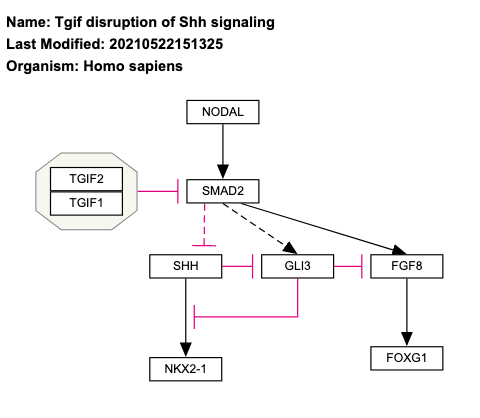 Name: Tgif disruption of Shh signaling
Last Modified: 20210522151325
Organism: Homo sapiens
NODAL
TGIF2
TGIF1
SMAD2
SHH
GLI3
FGF8
NKX2-1
FOXG1